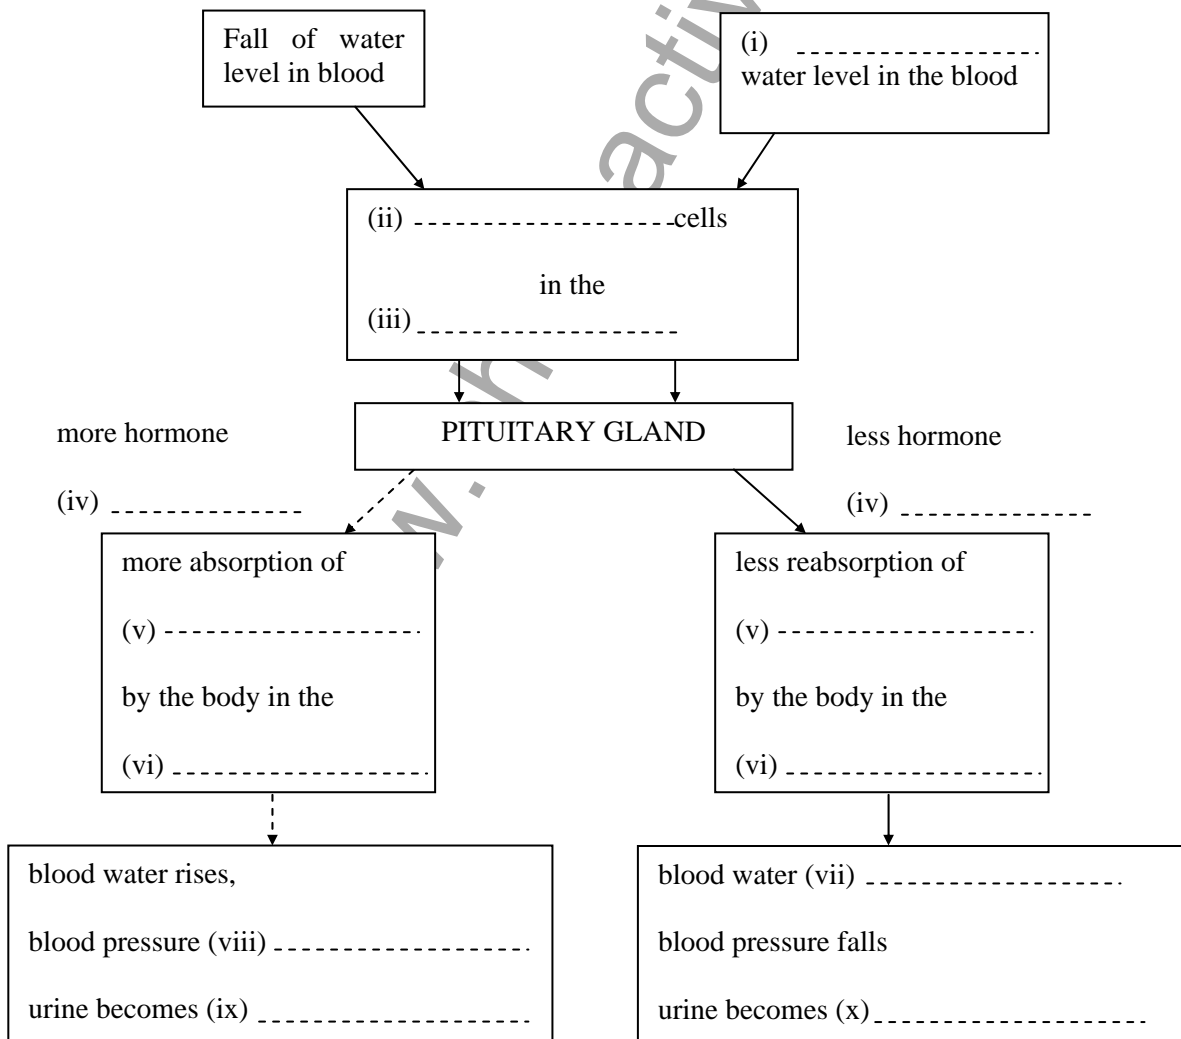 Fall of water
level in blood
(i)
water level in the blood
(ii) cells
in the
(iii)
PITUITARY GLAND
more hormone
(iv)
less hormone
(iv)
more absorption of
(v)
by the body in the
(vi)
less reabsorption of
(v)
by the body in the
(vi)
blood water rises,
blood pressure (viii)
urine becomes (ix)
blood water (vii)
blood pressure falls
urine becomes (x)